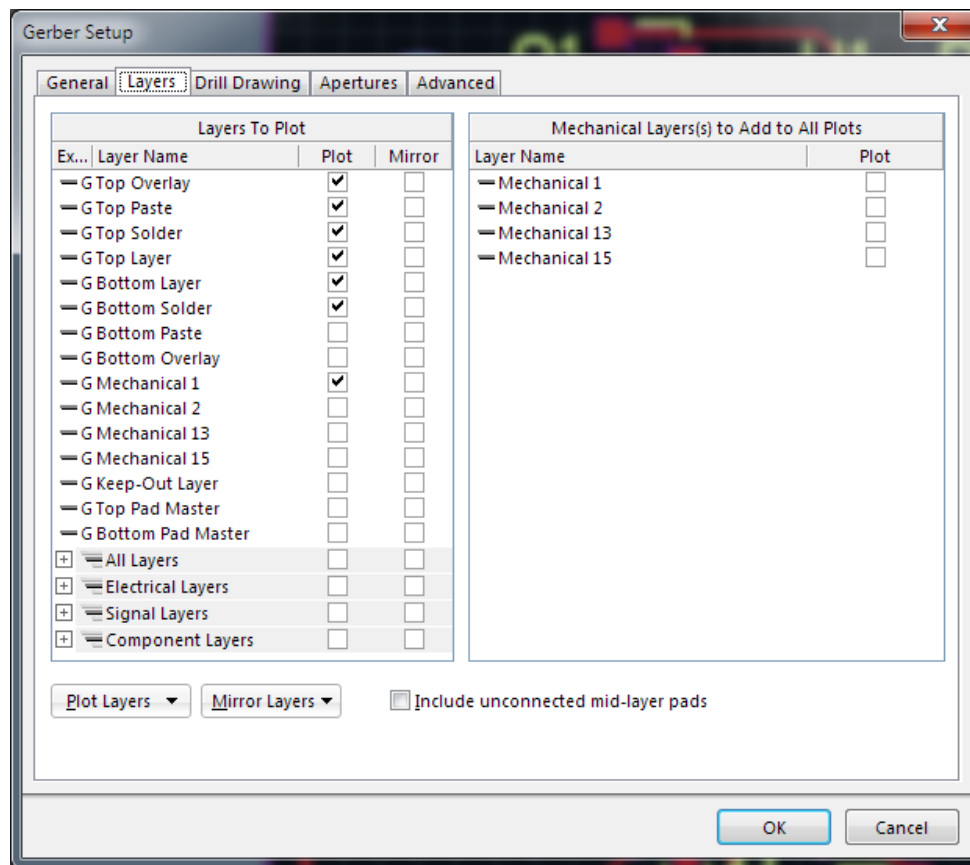 Gerber Setup
General Layers Drill Drawing Apertures Advanced
Layers To Plot
Ex... Layer Name Plot Mirror
G Top Overlay
G Top Paste
G Top Solder
G Top Layer
G Bottom Layer
G Bottom Solder
G Bottom Paste
G Bottom Overlay
G Mechanical 1
G Mechanical 2
G Mechanical 13
G Mechanical 15
G Keep-Out Layer
G Top Pad Master
G Bottom Pad Master
All Layers
Electrical Layers
Signal Layers
Component Layers
Mechanical Layers(s) to Add to All Plots
Layer Name Plot
Mechanical 1
Mechanical 2
Mechanical 13
Mechanical 15
Plot Layers Mirror Layers Include unconnected mid-layer pads
OK Cancel